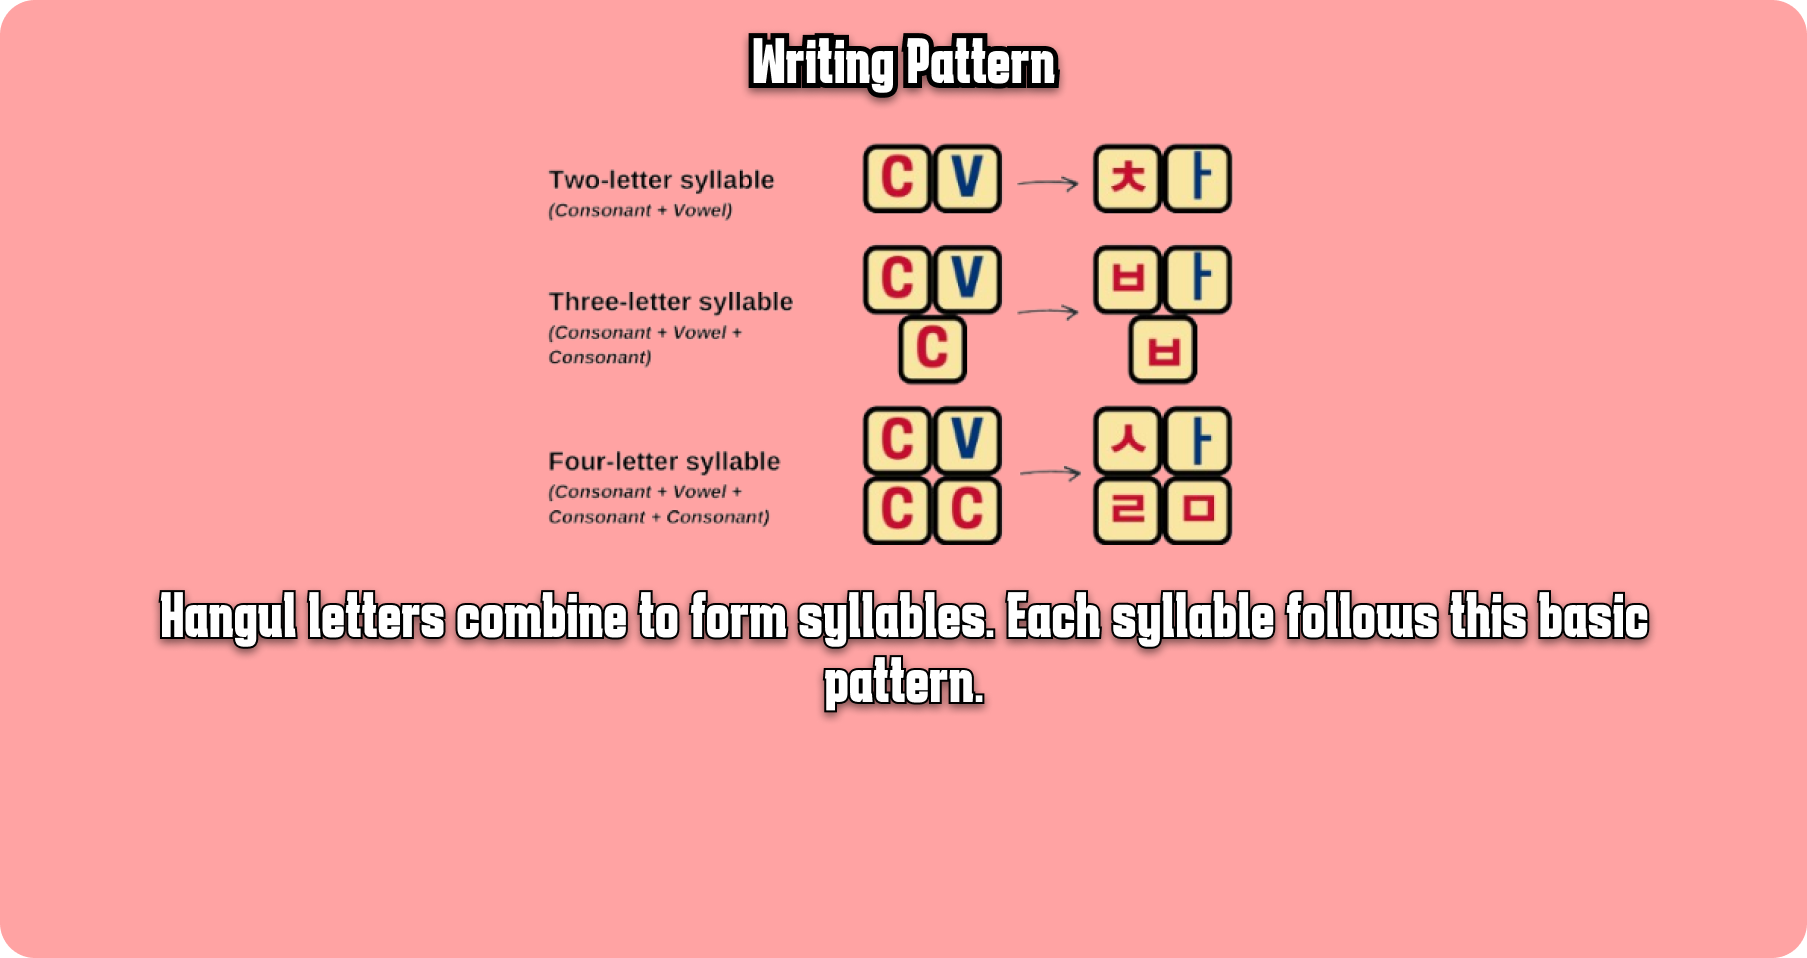 Writing Pattern
Two-letter syllable
(Consonant + Vowel)
C V → ㅊ ㅏ
Three-letter syllable
(Consonant + Vowel +
Consonant)
C V → ㅂ ㅏ
C ㅂ
Four-letter syllable
(Consonant + Vowel +
Consonant + Consonant)
C V → ㅅ ㅏ
C C ㄹ ㅁ
Hangul letters combine to form syllables. Each syllable follows this basic
pattern.